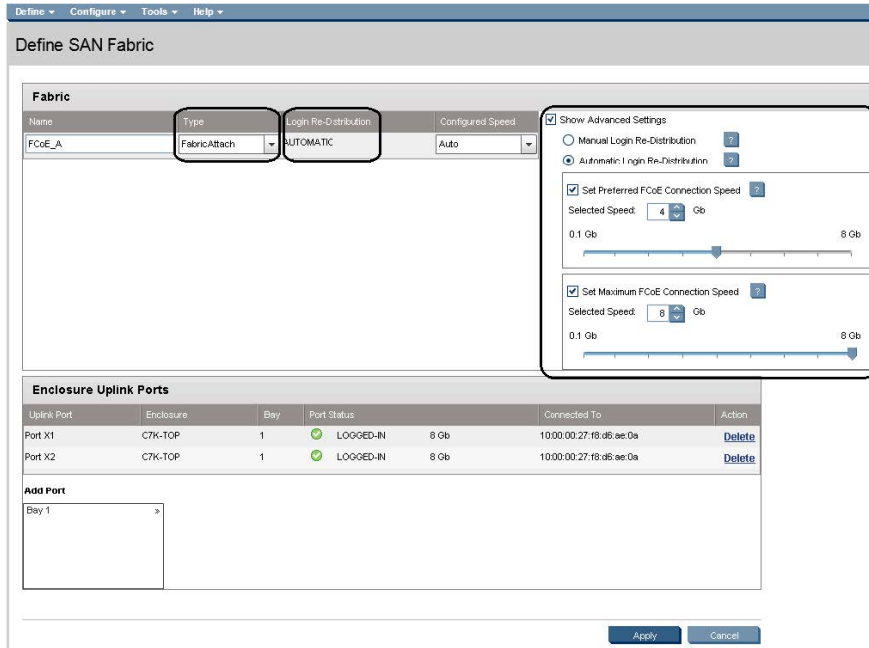 Define Configure Tools Help
Define SAN Fabric
Fabric
Name Type Login Re-Distribution Configured Speed
FCoE_A FabricAttach AUTOMATIC Auto
Show Advanced Settings
Manual Login Re-Distribution ?
Automatic Login Re-Distribution ?
Set Preferred FCoE Connection Speed ?
Selected Speed: 4 Gb
0.1 Gb 8 Gb
Set Maximum FCoE Connection Speed ?
Selected Speed: 8 Gb
0.1 Gb 8 Gb
Enclosure Uplink Ports
Uplink Port Enclosure Bay Port Status Connected To Action
Port X1 C7K-TOP 1 LOGGED-IN 8 Gb 10:00:00:27:f8:d6:ae:0a Delete
Port X2 C7K-TOP 1 LOGGED-IN 8 Gb 10:00:00:27:f8:d6:ae:0a Delete
Add Port
Bay 1 »
Apply Cancel